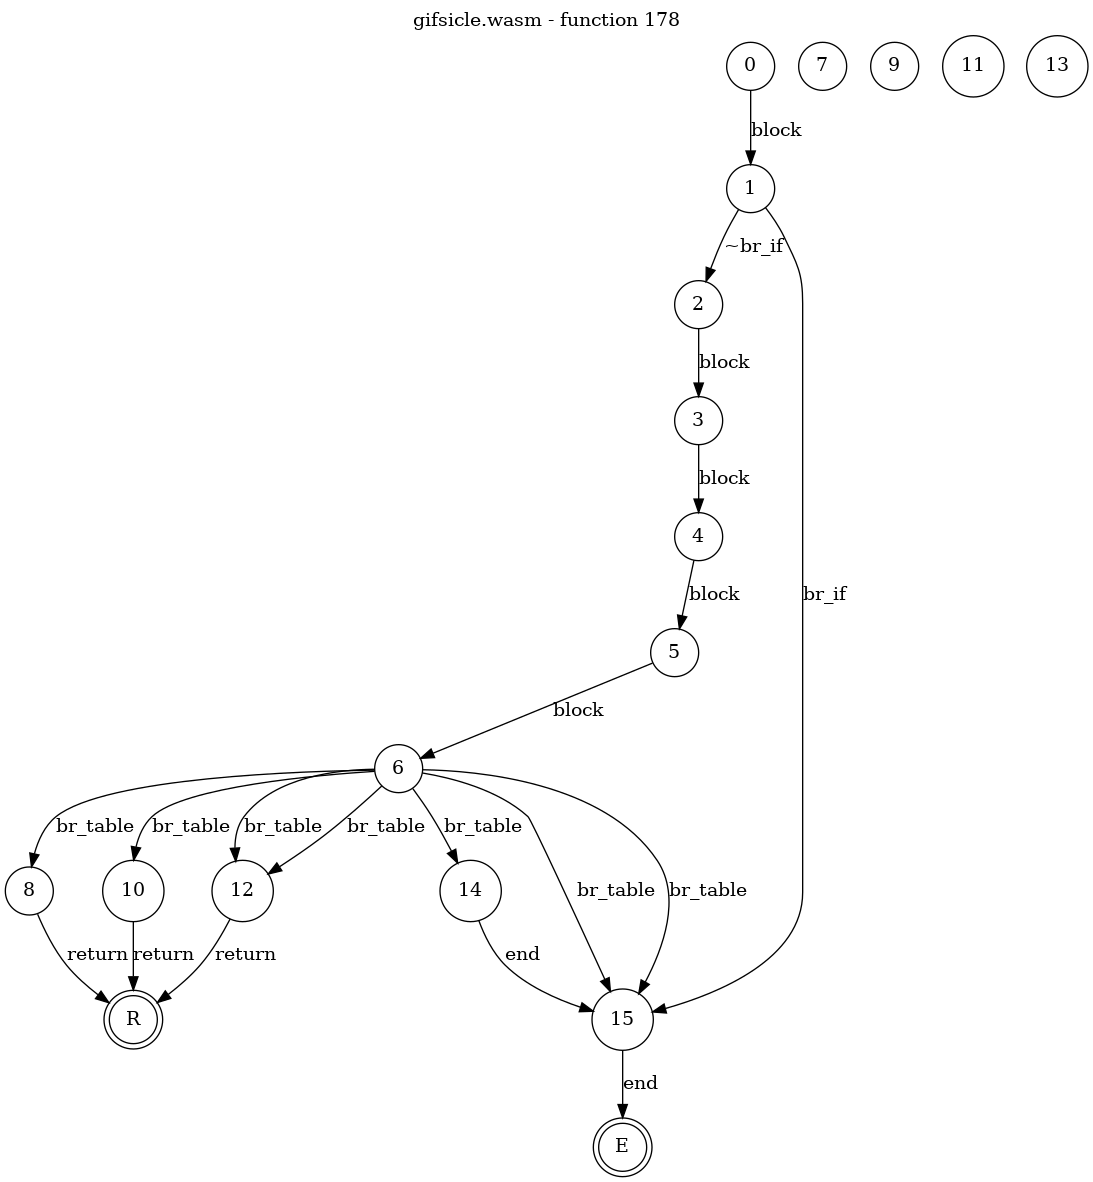 gifsicle.wasm - function 178
0
7
9
11
13
block
1
~br_if
2
block
3
block
4
block
br_if
5
block
6
br_table
br_table
br_table
br_table
br_table
8
10
12
14
br_table
br_table
return
return
return
end
R
15
end
E